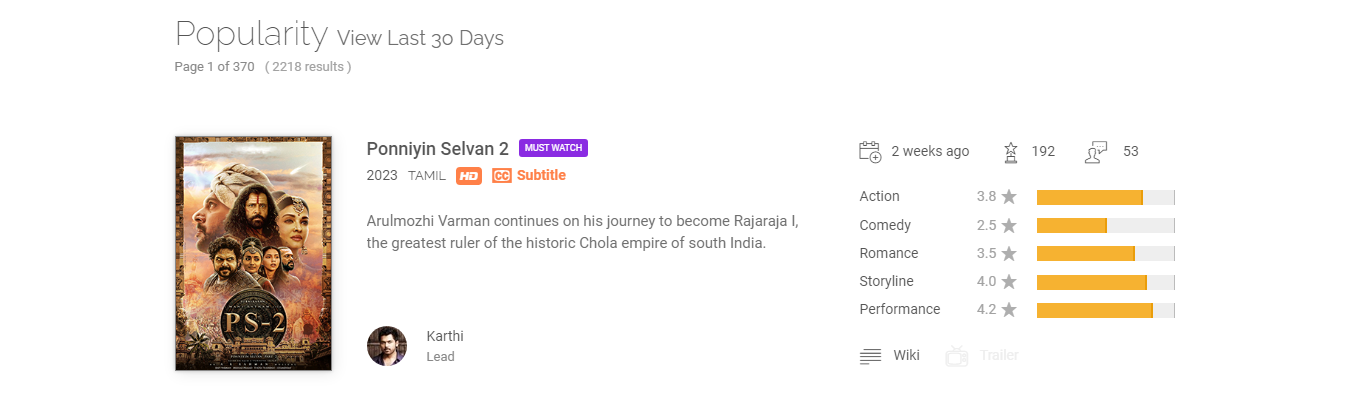 Popularity View Last 30 Days
Page 1 of 370 ( 2218 results )
Ponniyin Selvan 2 MUST WATCH
2023 TAMIL HD CC Subtitle
Arulmozhi Varman continues on his journey to become Rajaraja I,
the greatest ruler of the historic Chola empire of south India.
Karthi
Lead
PS-2
2 weeks ago 192 53
Action 3.8
Comedy 2.5
Romance 3.5
Storyline 4.0
Performance 4.2
Wiki Trailer